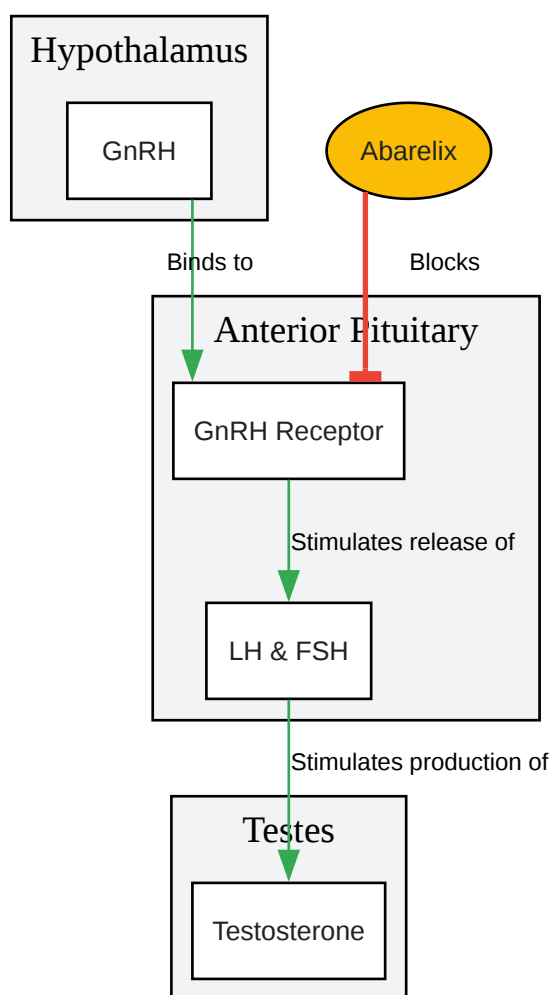 Hypothalamus
GnRH
Abarelix
Binds to
Blocks
Anterior Pituitary
GnRH Receptor
Stimulates release of
LH & FSH
Stimulates production of
Testes
Testosterone